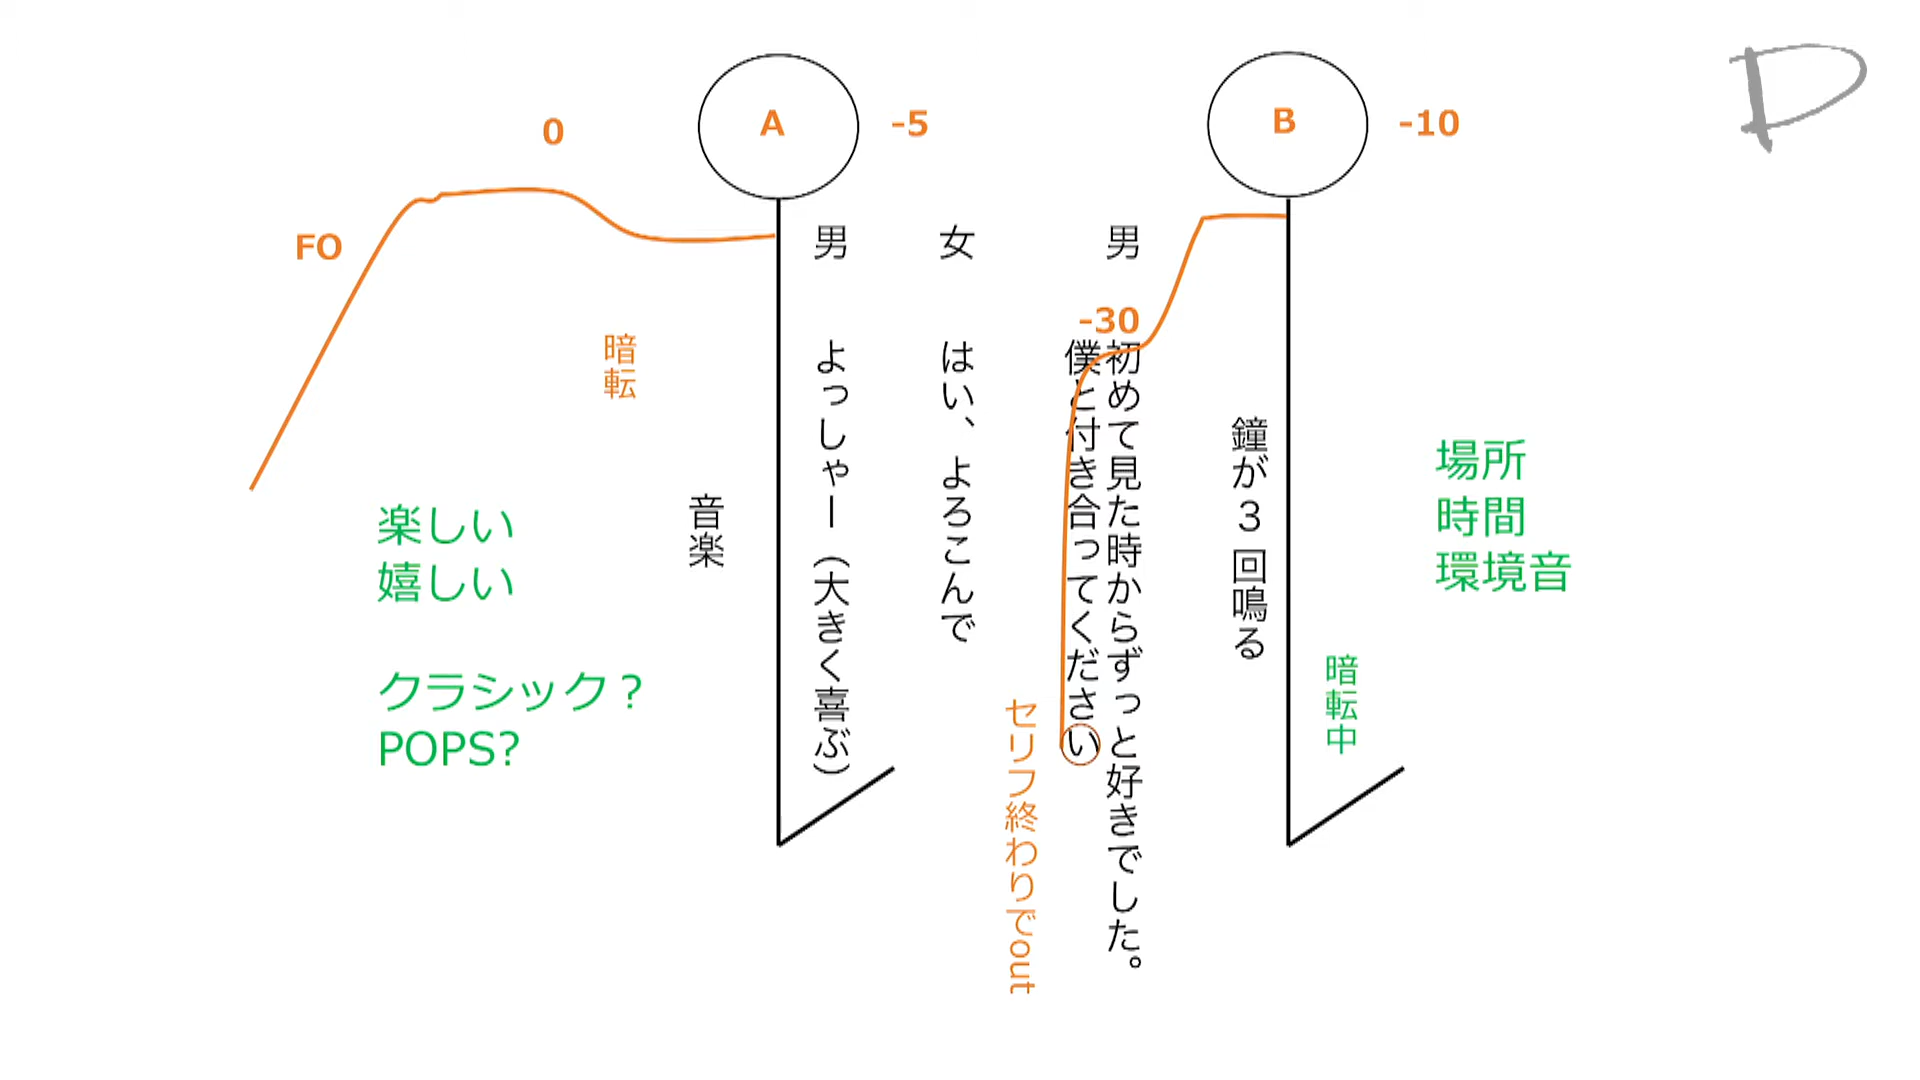 B
-10
場所
時間
環境音
暗転中
鐘が3回鳴る
男
初めて見た時からずっと好きでした。
僕と付き合ってください
-30
セリフ終わりでout
女
はい、よろこんで
A
-5
男
よっしゃー（大きく喜ぶ）
音楽
暗転
0
FO
楽しい
嬉しい
クラシック？
POPS?
D